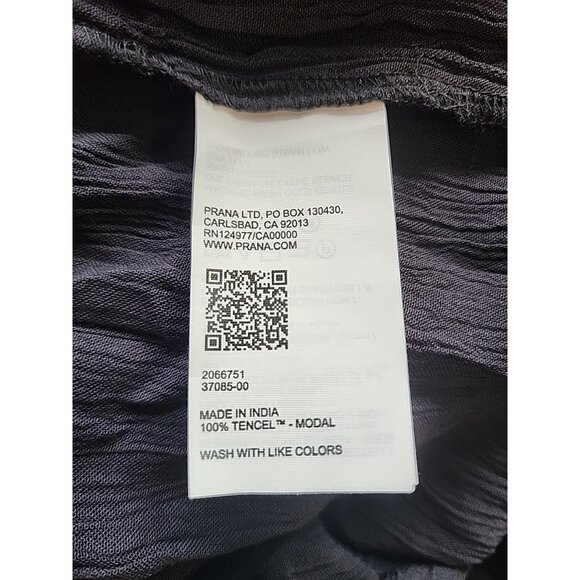 PRANA LTD, PO BOX 130430,
CARLSBAD, CA 92013
RN124977/CA00000
WWW.PRANA.COM
2066751
37085-00
MADE IN INDIA
100% TENCEL™ - MODAL
WASH WITH LIKE COLORS